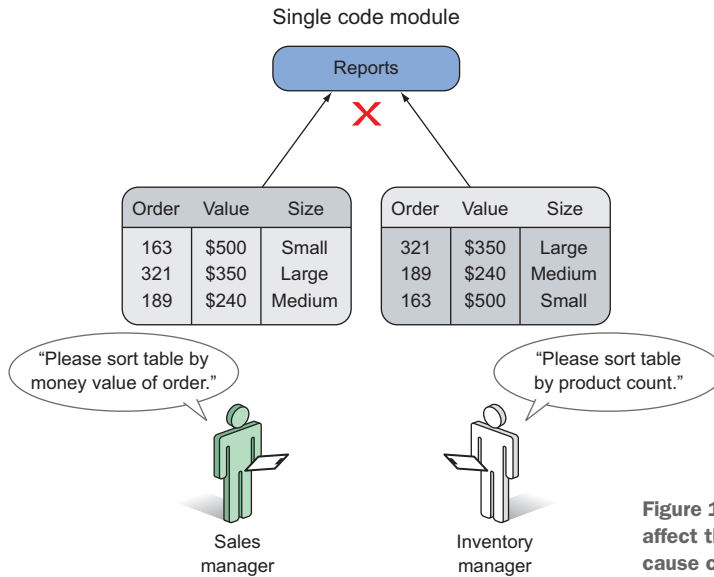 Single code module
Reports
Order Value Size
163 $500 Small
321 $350 Large
189 $240 Medium
Order Value Size
321 $350 Large
189 $240 Medium
163 $500 Small
“Please sort table by
money value of order.”
“Please sort table
by product count.”
Sales
manager
Inventory
manager
Figure 1
affect th
cause c